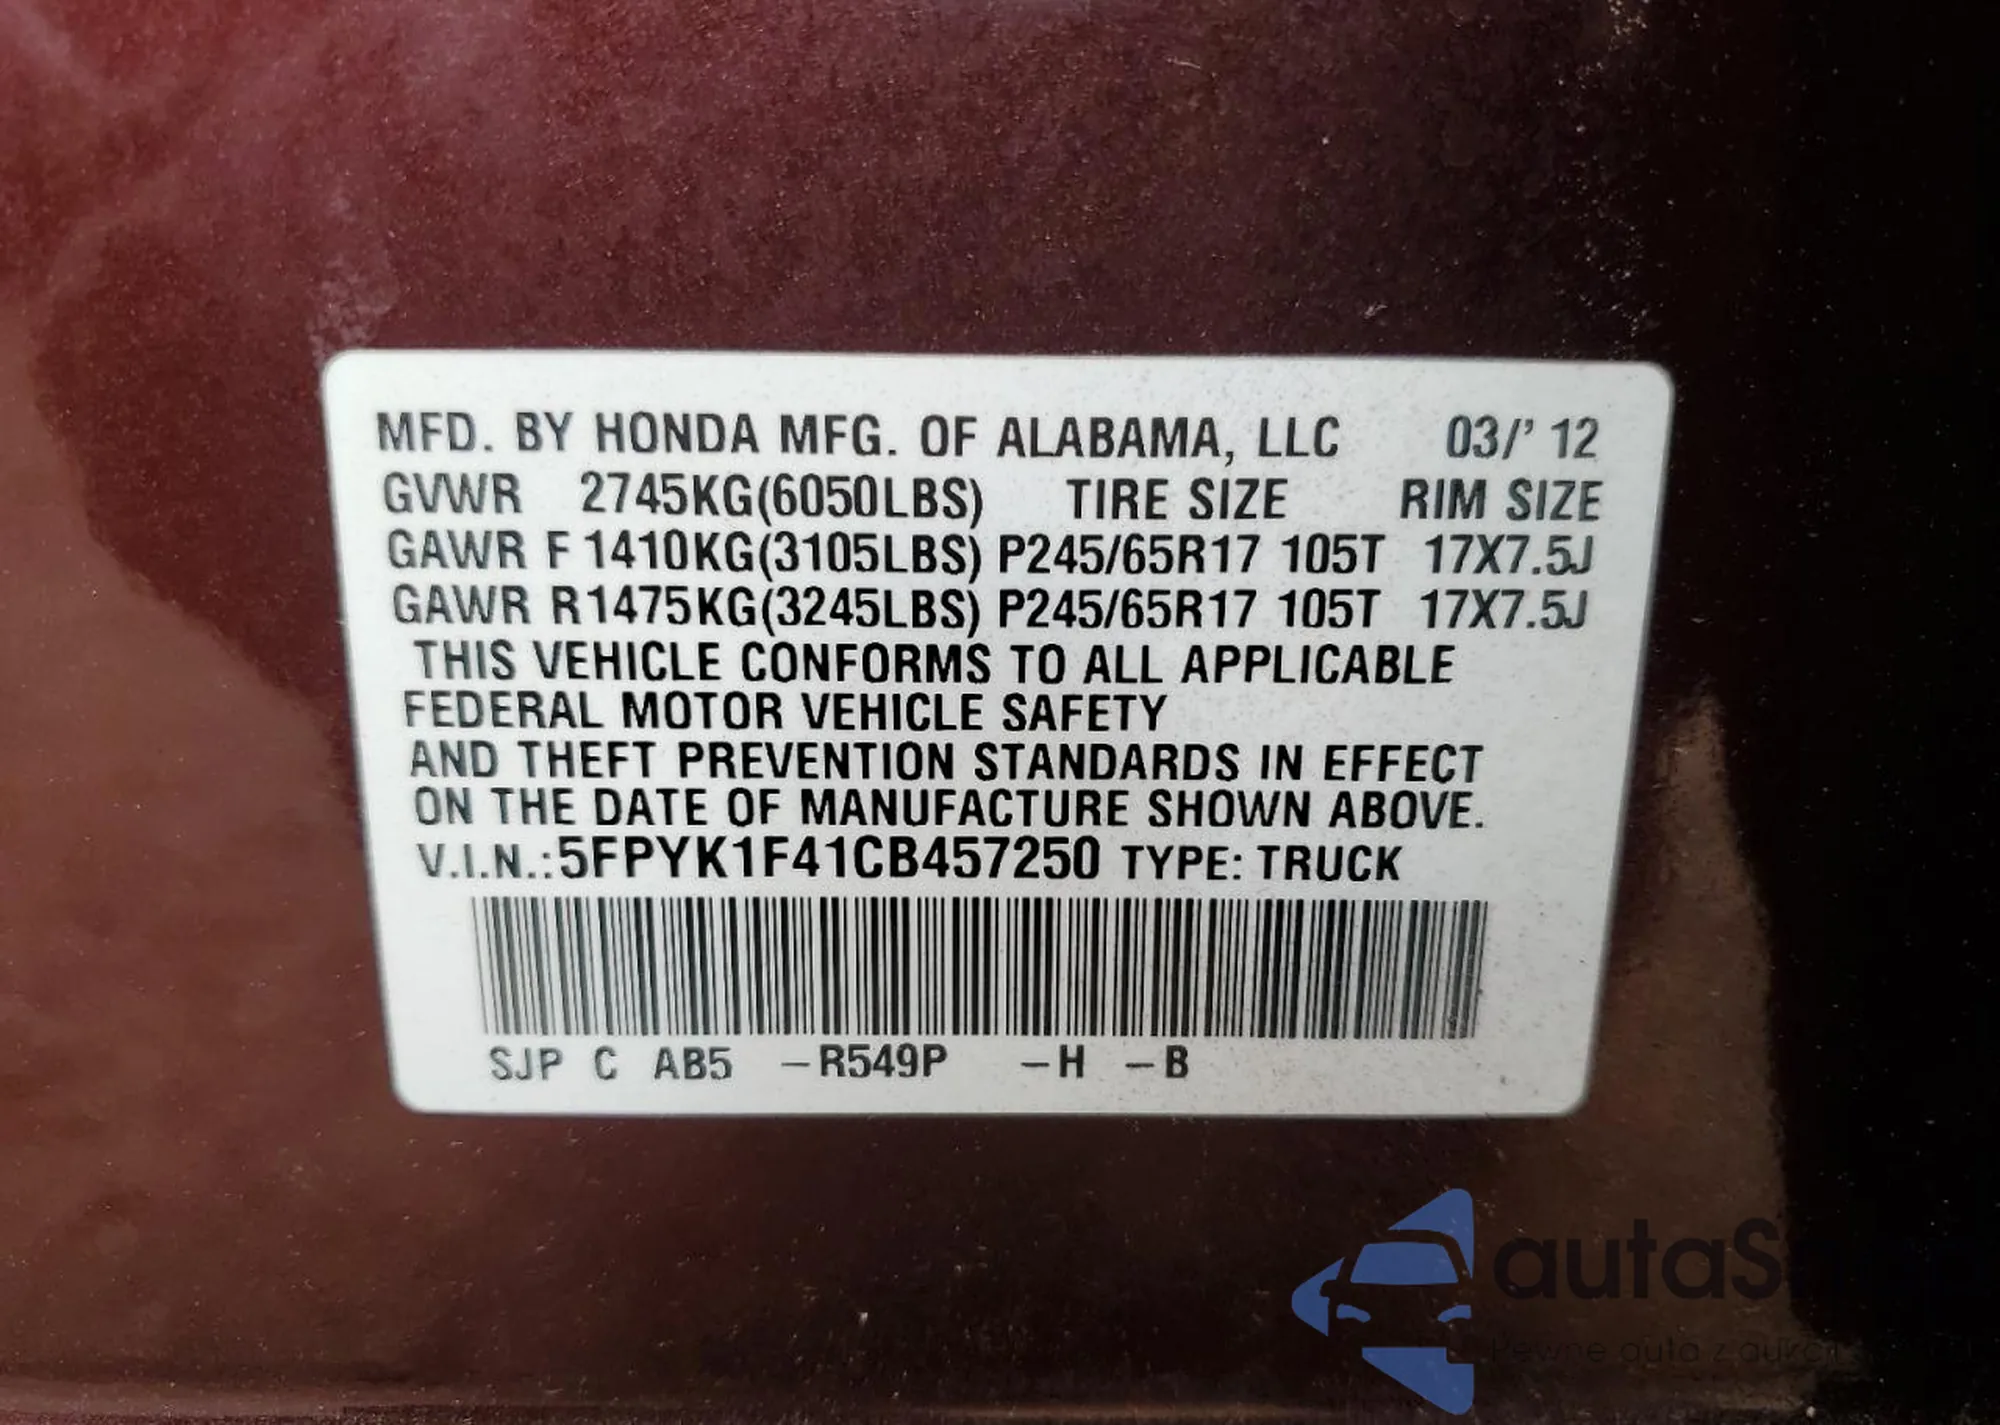 MFD. BY HONDA MFG. OF ALABAMA, LLC 03/' 12
GVWR 2745KG(6050LBS) TIRE SIZE RIM SIZE
GAWR F 1410KG(3105LBS) P245/65R17 105T 17X7.5J
GAWR R1475KG(3245LBS) P245/65R17 105T 17X7.5J
THIS VEHICLE CONFORMS TO ALL APPLICABLE
FEDERAL MOTOR VEHICLE SAFETY
AND THEFT PREVENTION STANDARDS IN EFFECT
ON THE DATE OF MANUFACTURE SHOWN ABOVE.
V.I.N.:5FPYK1F41CB457250 TYPE: TRUCK
SJP C AB5 -R549P -H -B
Pewne auta z